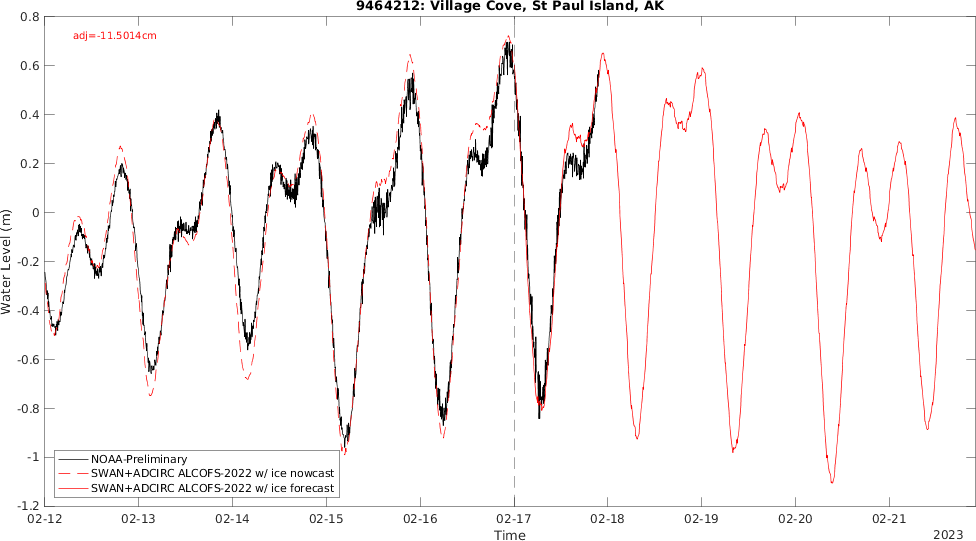 9464212: Village Cove, St Paul Island, AK
adj=-11.5014cm
Water Level (m)
0.8
0.6
0.4
0.2
0
-0.2
-0.4
-0.6
-0.8
-1
-1.2
NOAA-Preliminary
SWAN+ADCIRC ALCOFS-2022 w/ ice nowcast
SWAN+ADCIRC ALCOFS-2022 w/ ice forecast
02-12 02-13 02-14 02-15 02-16 02-17 02-18 02-19 02-20 02-21
Time
2023